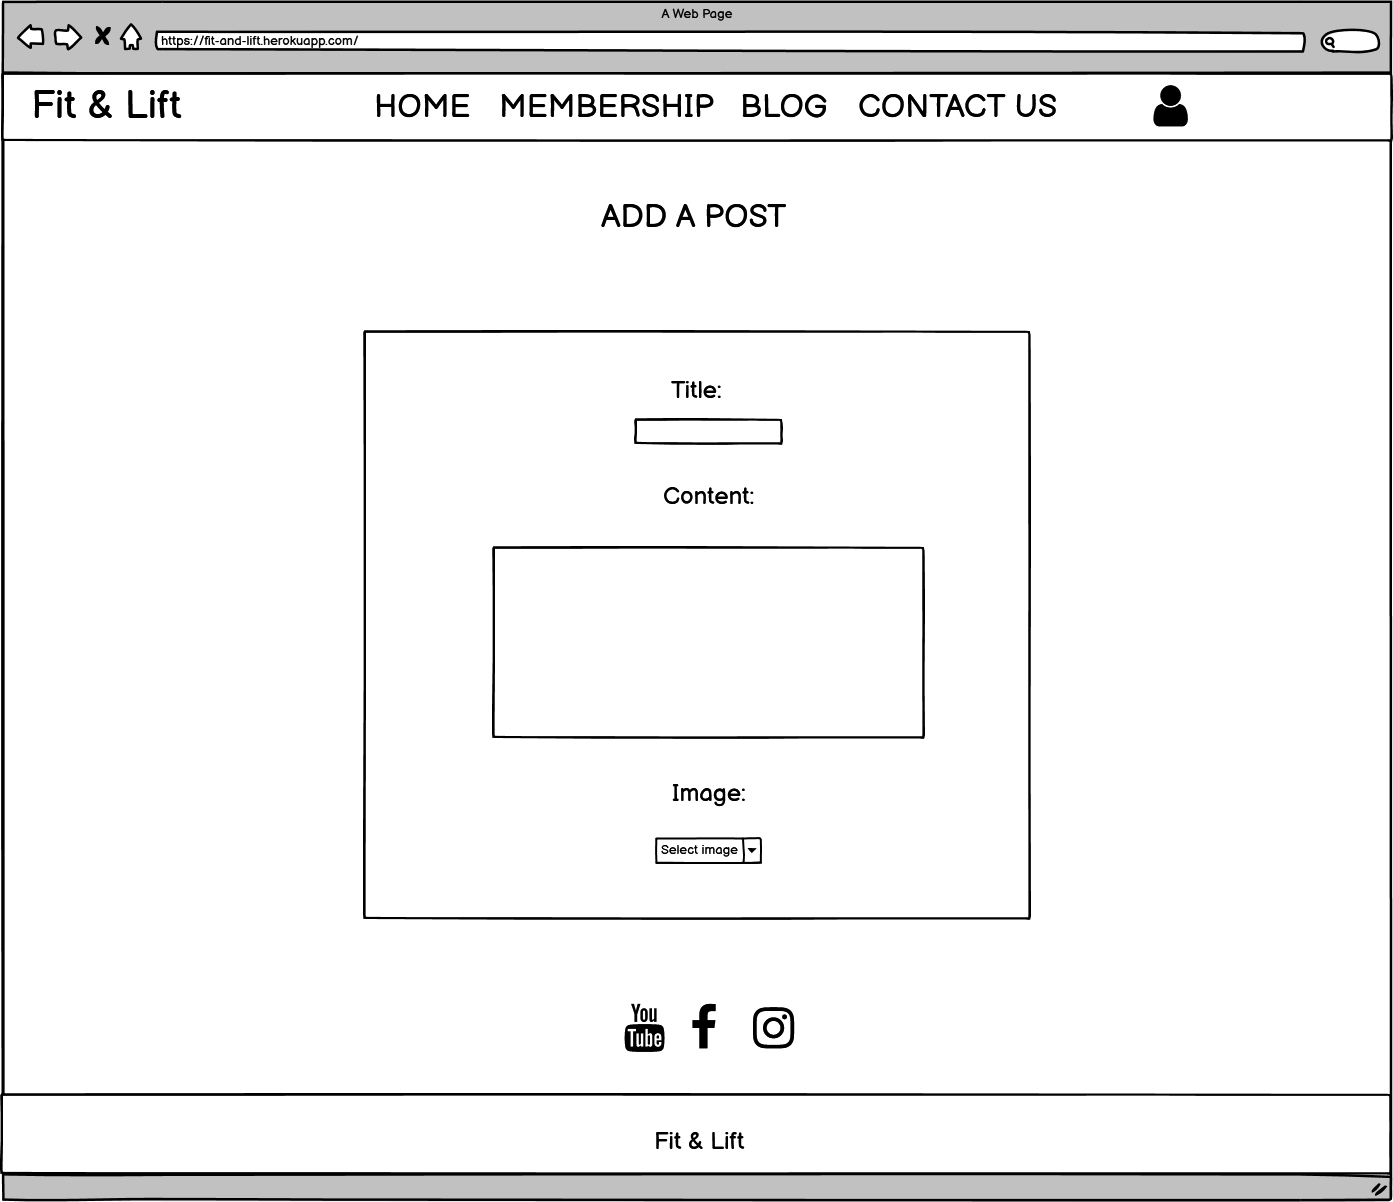 A Web Page
https://fit-and-lift.herokuapp.com/
Fit & Lift HOME MEMBERSHIP BLOG CONTACT US
ADD A POST
Title:
Content:
Image:
Select image
You
Tube
Fit & Lift